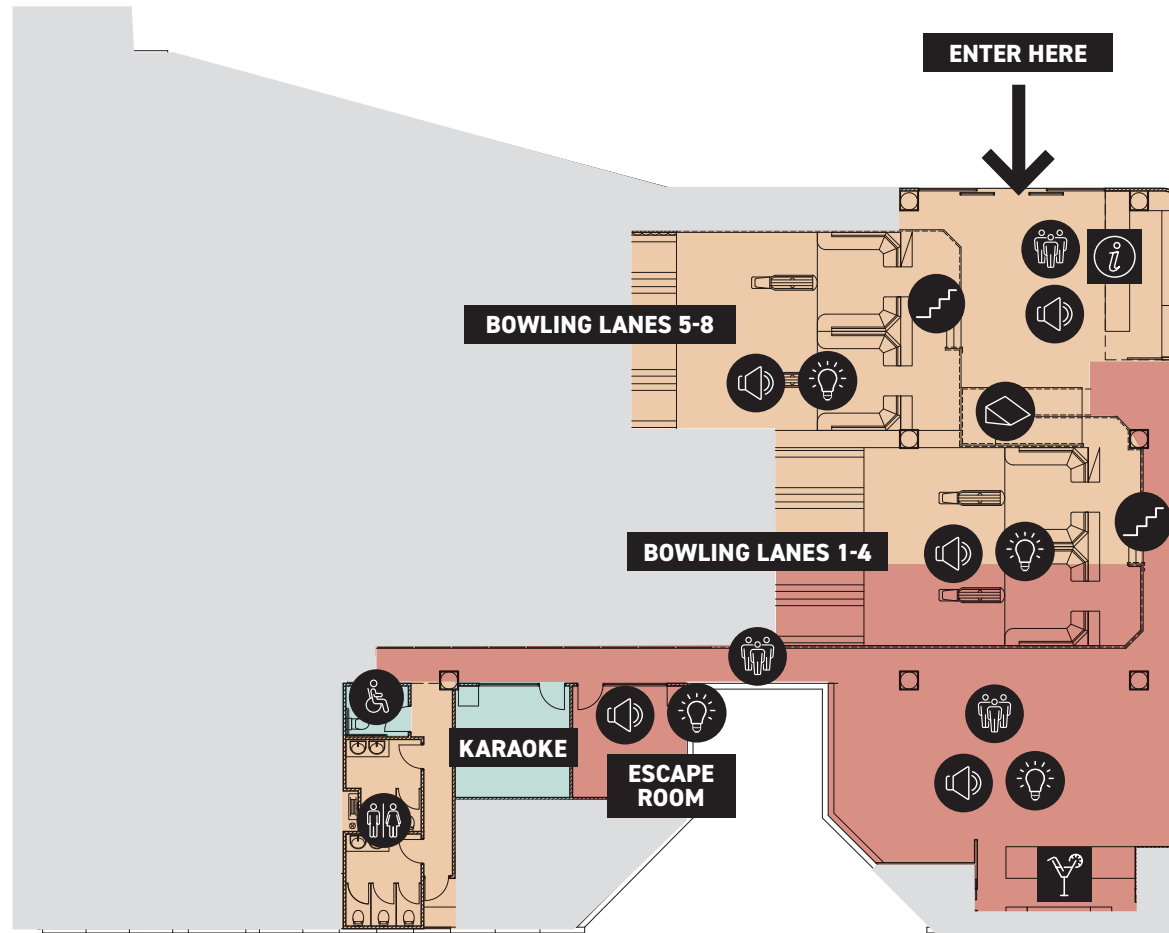 ENTER HERE
i
BOWLING LANES 5-8
BOWLING LANES 1-4
KARAOKE
ESCAPE
ROOM